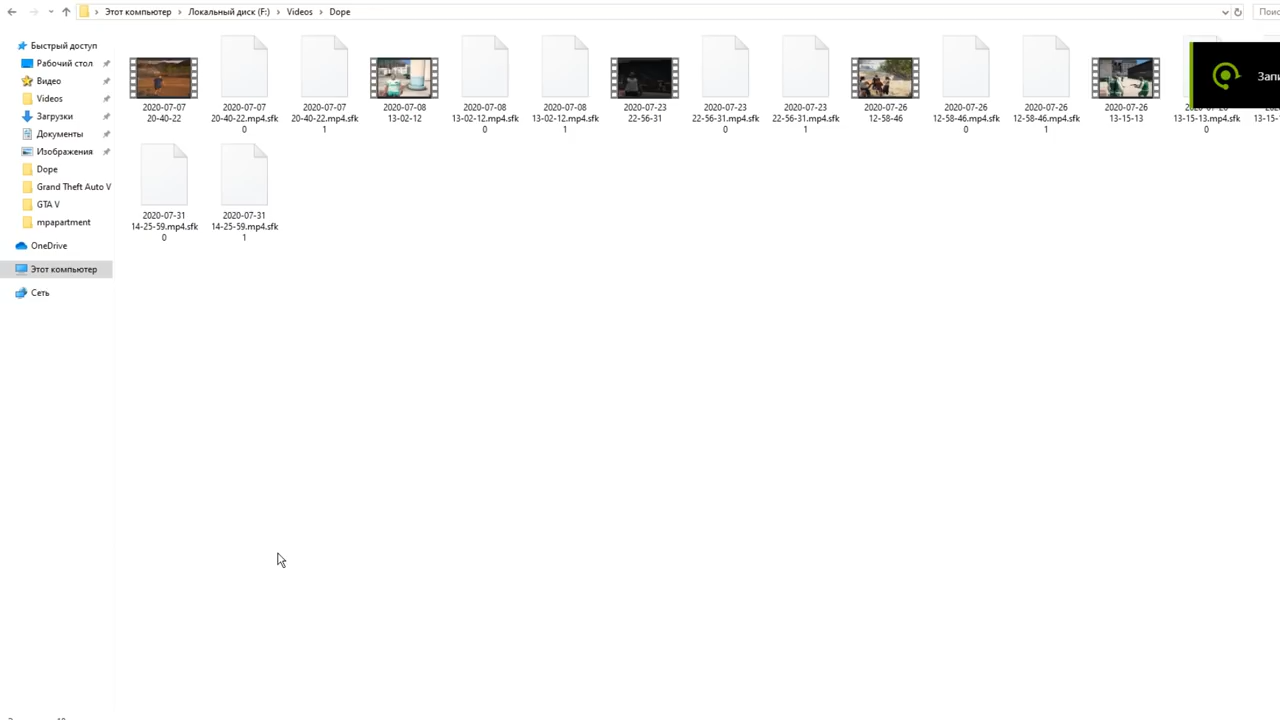 Этот компьютер > Локальный диск (F:) > Videos > Dope
Быстрый доступ
Рабочий стол
Видео
Videos
Загрузки
Документы
Изображения
Dope
Grand Theft Auto V
GTA V
mpapartment
OneDrive
Этот компьютер
Сеть
2020-07-07
20-40-22
2020-07-07
20-40-22.mp4.sfk
0
2020-07-07
20-40-22.mp4.sfk
1
2020-07-08
13-02-12
2020-07-08
13-02-12.mp4.sfk
0
2020-07-08
13-02-12.mp4.sfk
1
2020-07-23
22-56-31
2020-07-23
22-56-31.mp4.sfk
0
2020-07-23
22-56-31.mp4.sfk
1
2020-07-26
12-58-46
2020-07-26
12-58-46.mp4.sfk
0
2020-07-26
12-58-46.mp4.sfk
1
2020-07-26
13-15-13
13-15-13.mp4.sfk
0
13-15-
2020-07-31
14-25-59.mp4.sfk
0
2020-07-31
14-25-59.mp4.sfk
1